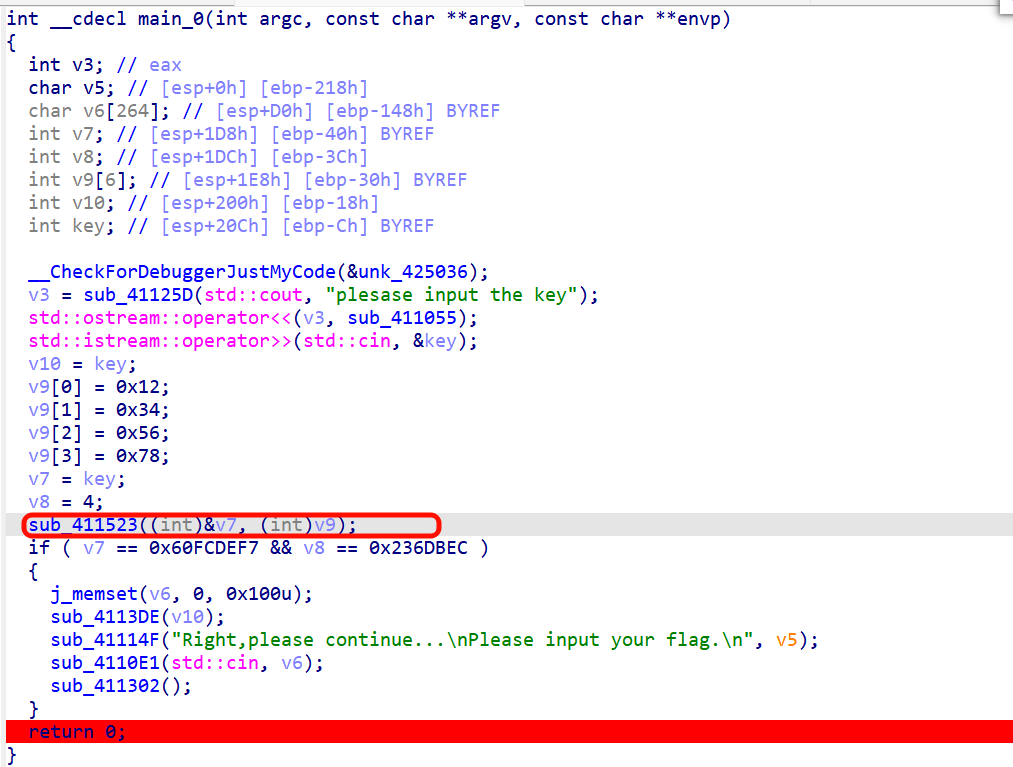 int __cdecl main_0(int argc, const char **argv, const char **envp)
{
  int v3; // eax
  char v5; // [esp+0h] [ebp-218h]
  char v6[264]; // [esp+D0h] [ebp-148h] BYREF
  int v7; // [esp+1D8h] [ebp-40h] BYREF
  int v8; // [esp+1DCh] [ebp-3Ch]
  int v9[6]; // [esp+1E8h] [ebp-30h] BYREF
  int v10; // [esp+200h] [ebp-18h]
  int key; // [esp+20Ch] [ebp-Ch] BYREF

  __CheckForDebuggerJustMyCode(&unk_425036);
  v3 = sub_41125D(std::cout, "plesase input the key");
  std::ostream::operator<<(v3, sub_411055);
  std::istream::operator>>(std::cin, &key);
  v10 = key;
  v9[0] = 0x12;
  v9[1] = 0x34;
  v9[2] = 0x56;
  v9[3] = 0x78;
  v7 = key;
  v8 = 4;
  sub_411523((int)&v7, (int)v9);
  if ( v7 == 0x60FCDEF7 && v8 == 0x236DBEC )
  {
    j_memset(v6, 0, 0x100u);
    sub_4113DE(v10);
    sub_41114F("Right,please continue...\nPlease input your flag.\n", v5);
    sub_4110E1(std::cin, v6);
    sub_411302();
  }
  return 0;
}